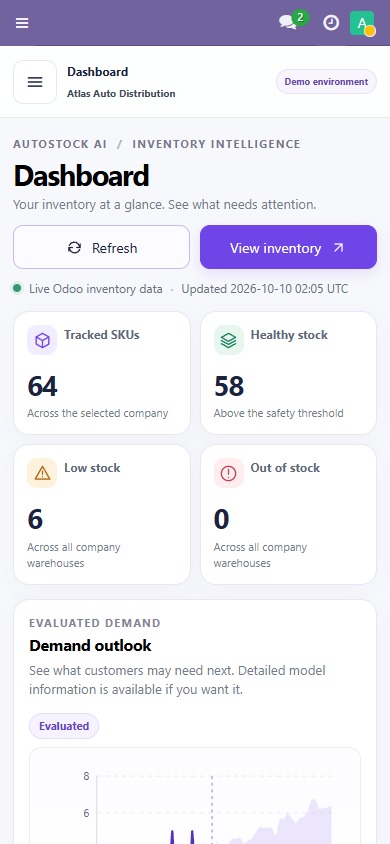 2
A
Dashboard
Atlas Auto Distribution
Demo environment
AUTOSTOCK AI / INVENTORY INTELLIGENCE
Dashboard
Your inventory at a glance. See what needs attention.
Refresh
View inventory
Live Odoo inventory data · Updated 2026-10-10 02:05 UTC
Tracked SKUs
64
Across the selected company
Healthy stock
58
Above the safety threshold
Low stock
6
Across all company
warehouses
Out of stock
0
Across all company
warehouses
EVALUATED DEMAND
Demand outlook
See what customers may need next. Detailed model
information is available if you want it.
Evaluated
8
6